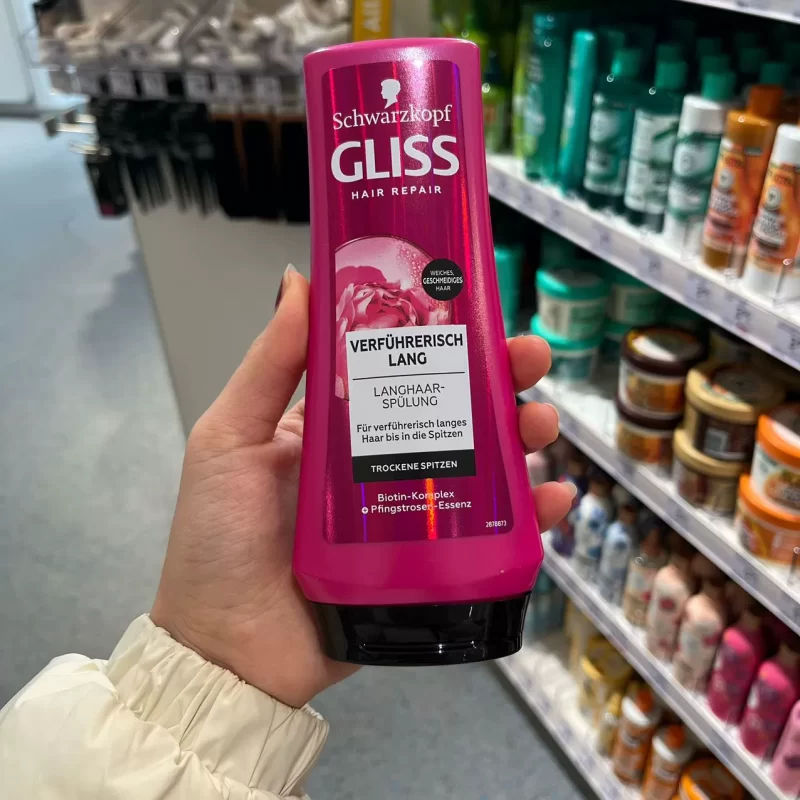 Schwarzkopf
GLISS
HAIR REPAIR
WEICHES,
GESCHMEIDIGES
HAAR
VERFÜHRERISCH
LANG
LANGHAAR-
SPÜLUNG
Für verführerisch langes
Haar bis in die Spitzen
TROCKENE SPITZEN
Biotin-Komplex
+ Pfingstrosen-Essenz
2878873